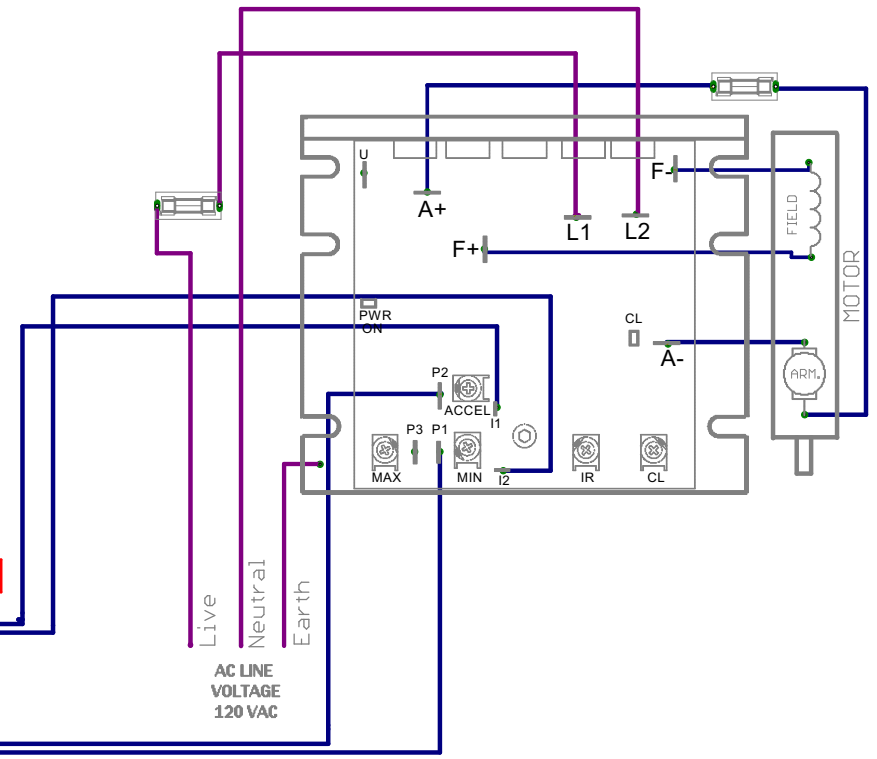 U
A+
L1
L2
F-
F+
FIELD
MOTOR
PWR
ON
CL
A-
ARM.
P2
ACCEL
I1
P3
P1
MAX
MIN
I2
IR
CL
Live
Neutral
Earth
AC LINE
VOLTAGE
120 VAC